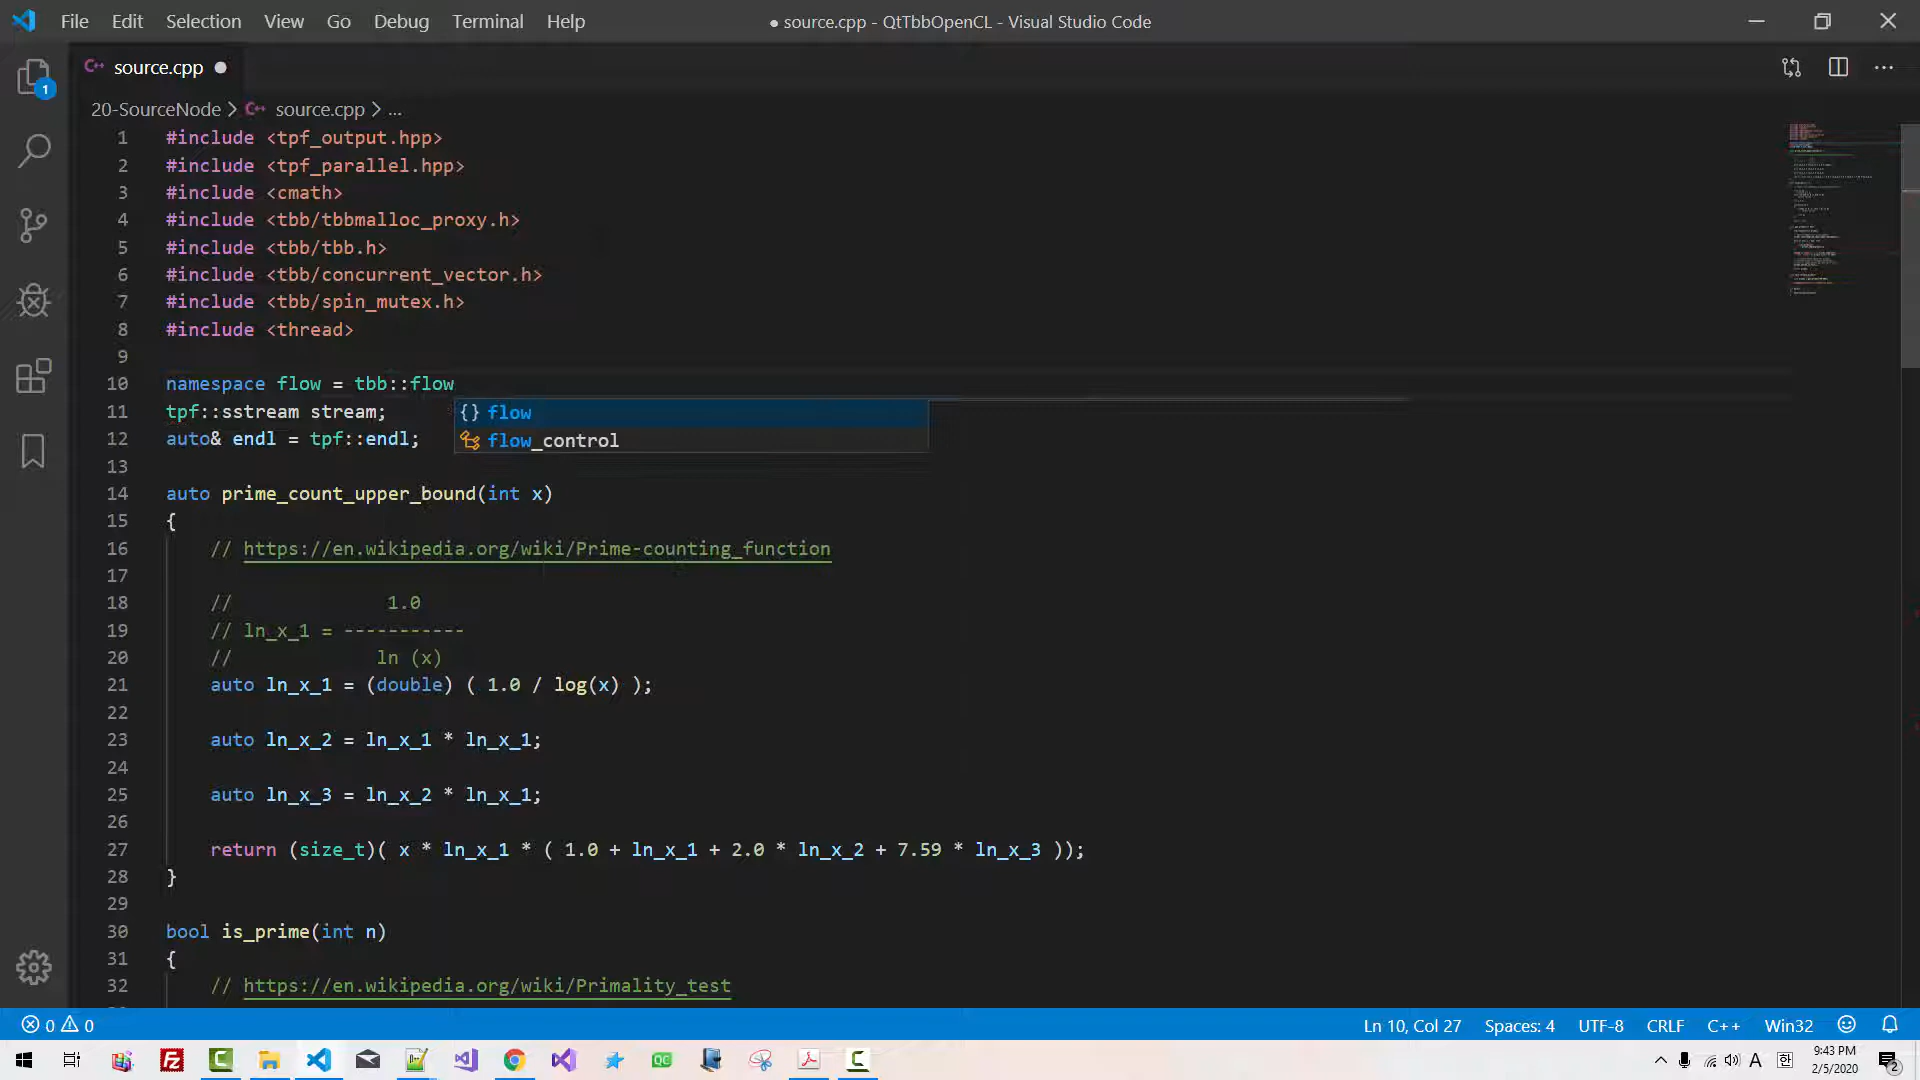 File Edit Selection View Go Debug Terminal Help
● source.cpp - QtTbbOpenCL - Visual Studio Code
source.cpp
20-SourceNode > source.cpp > ...
1 #include <tpf_output.hpp>
2 #include <tpf_parallel.hpp>
3 #include <cmath>
4 #include <tbb/tbbmalloc_proxy.h>
5 #include <tbb/tbb.h>
6 #include <tbb/concurrent_vector.h>
7 #include <tbb/spin_mutex.h>
8 #include <thread>
9
10 namespace flow = tbb::flow
11 tpf::sstream stream;
{} flow
12 auto& endl = tpf::endl;
flow_control
13
14 auto prime_count_upper_bound(int x)
15 {
16 // https://en.wikipedia.org/wiki/Prime-counting_function
17
18 // 1.0
19 // ln_x_1 = -----------
20 // ln (x)
21 auto ln_x_1 = (double) ( 1.0 / log(x) );
22
23 auto ln_x_2 = ln_x_1 * ln_x_1;
24
25 auto ln_x_3 = ln_x_2 * ln_x_1;
26
27 return (size_t)( x * ln_x_1 * ( 1.0 + ln_x_1 + 2.0 * ln_x_2 + 7.59 * ln_x_3 ));
28 }
29
30 bool is_prime(int n)
31 {
32 // https://en.wikipedia.org/wiki/Primality_test
0 0 Ln 10, Col 27 Spaces: 4 UTF-8 CRLF C++ Win32
A 한 9:43 PM
2/5/2020